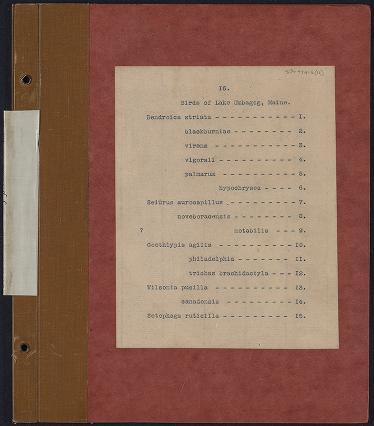 16.
Birds of Lake Umbagog, Maine.
Dendroica striata - - - - - - - - - - - 1.
blackburniae - - - - - - - - 2.
virens - - - - - - - - - - - 3.
vigorsii - - - - - - - - - - 4.
palmarum - - - - - - - - - 5.
hypochrysea - - - - 6.
Seiurus aurocapillus - - - - - - - - - 7.
noveboracensis - - - - - - - 8.
? notabilis - - - 9.
Geothlypis agilis - - - - - - - - - - 10.
philadelphia - - - - - - - 11.
trichas brachidactyla - - - 12.
Wilsonia pusilla - - - - - - - - - - 13.
canadensis - - - - - - - - - 14.
Setophaga ruticilla - - - - - - - - - 15.